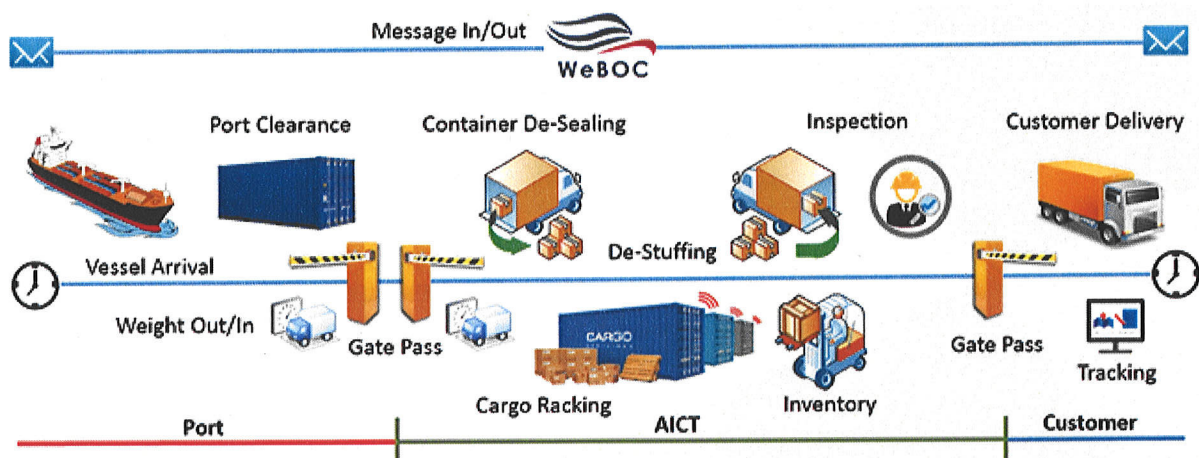 Message In/Out
WeBOC
Port Clearance
Container De-Sealing
Inspection
Customer Delivery
Vessel Arrival
De-Stuffing
Weight Out/In
Gate Pass
CARGO
Cargo Racking
Inventory
Gate Pass
Tracking
Port
AICT
Customer